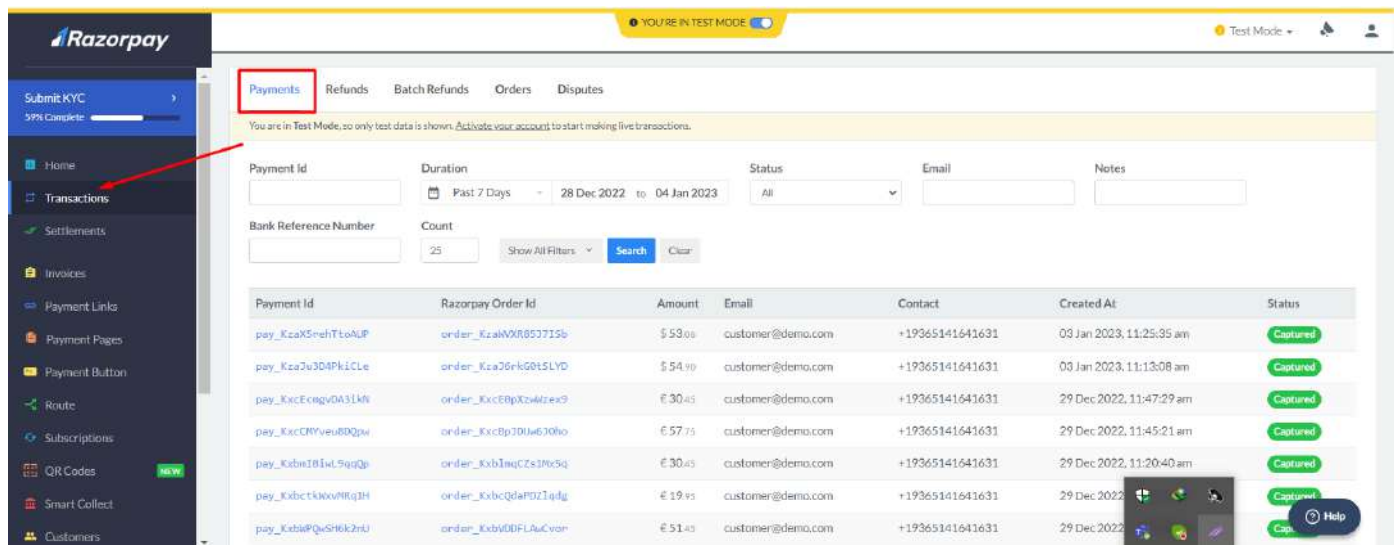 YOU'RE IN TEST MODE
Razorpay
Test Mode
Submit KYC
59% Complete
Home
Transactions
Settlements
Invoices
Payment Links
Payment Pages
Payment Button
Route
Subscriptions
QR Codes NEW
Smart Collect
Customers
Payments Refunds Batch Refunds Orders Disputes
You are in Test Mode, so only test data is shown. Activate your account to start making live transactions.
Payment Id Duration Status Email Notes
Past 7 Days 28 Dec 2022 to 04 Jan 2023 All
Bank Reference Number Count
25 Show All Filters Search Clear
Payment Id Razorpay Order Id Amount Email Contact Created At Status
$ 53.06 customer@demo.com +19365141641631 03 Jan 2023, 11:25:35 am Captured
$ 54.90 customer@demo.com +19365141641631 03 Jan 2023, 11:13:08 am Captured
€ 30.45 customer@demo.com +19365141641631 29 Dec 2022, 11:47:29 am Captured
€ 57.75 customer@demo.com +19365141641631 29 Dec 2022, 11:45:21 am Captured
€ 30.45 customer@demo.com +19365141641631 29 Dec 2022, 11:20:40 am Captured
€ 19.95 customer@demo.com +19365141641631 29 Dec 2022
€ 51.45 customer@demo.com +19365141641631 29 Dec 2022
Help